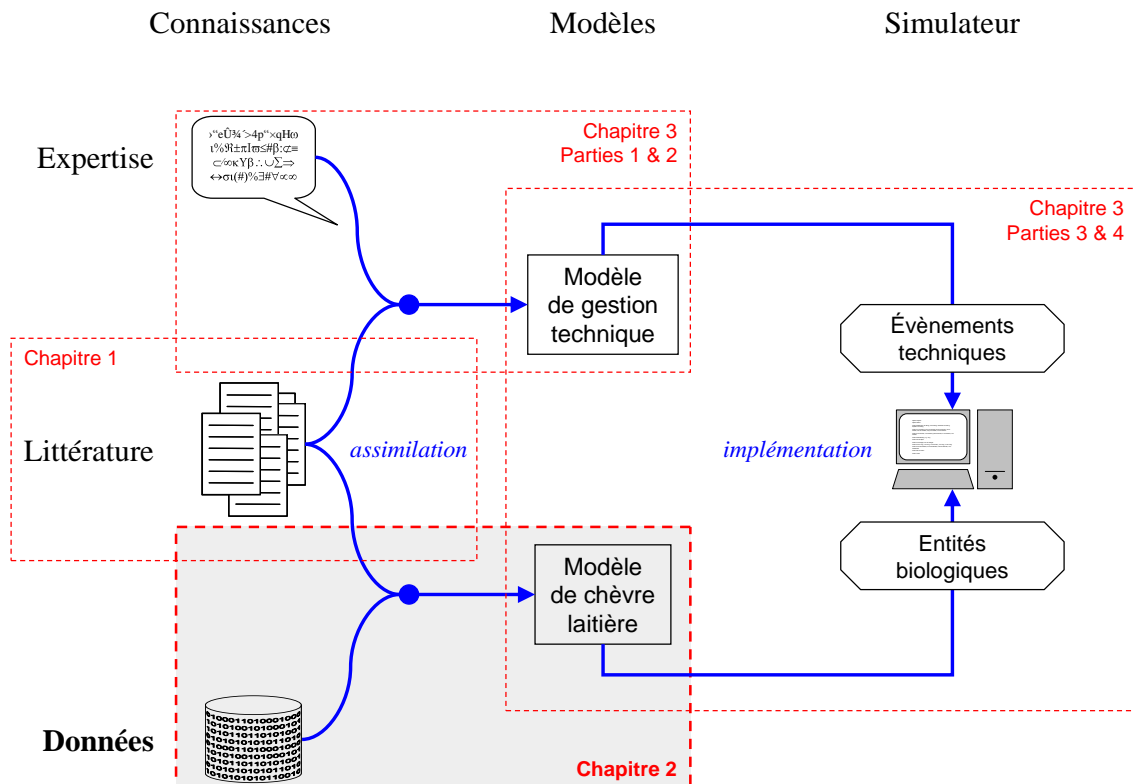 Connaissances
Modèles
Simulateur
Expertise
Chapitre 3
Parties 1 & 2
Chapitre 3
Parties 3 & 4
Modèle
de gestion
technique
Évènements
techniques
Chapitre 1
Littérature
assimilation
implémentation
Modèle
de chèvre
laitière
Entités
biologiques
Données
Chapitre 2